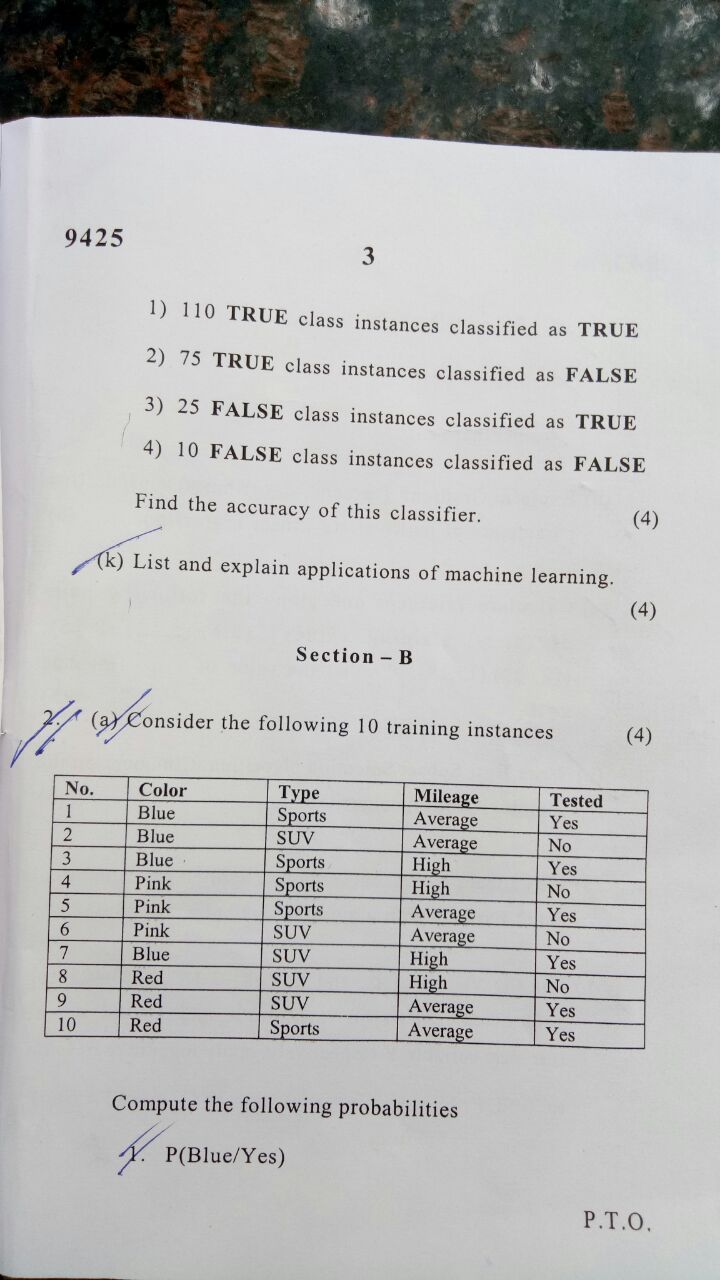 9425
3
1) 110 TRUE class instances classified as TRUE
2) 75 TRUE class instances classified as FALSE
3) 25 FALSE class instances classified as TRUE
4) 10 FALSE class instances classified as FALSE
Find the accuracy of this classifier. (4)
(k) List and explain applications of machine learning.
(4)
Section – B
2. (a) Consider the following 10 training instances (4)
No. Color Type Mileage Tested
1 Blue Sports Average Yes
2 Blue SUV Average No
3 Blue Sports High Yes
4 Pink Sports High No
5 Pink Sports Average Yes
6 Pink SUV Average No
7 Blue SUV High Yes
8 Red SUV High No
9 Red SUV Average Yes
10 Red Sports Average Yes
Compute the following probabilities
1. P(Blue/Yes)
P.T.O.